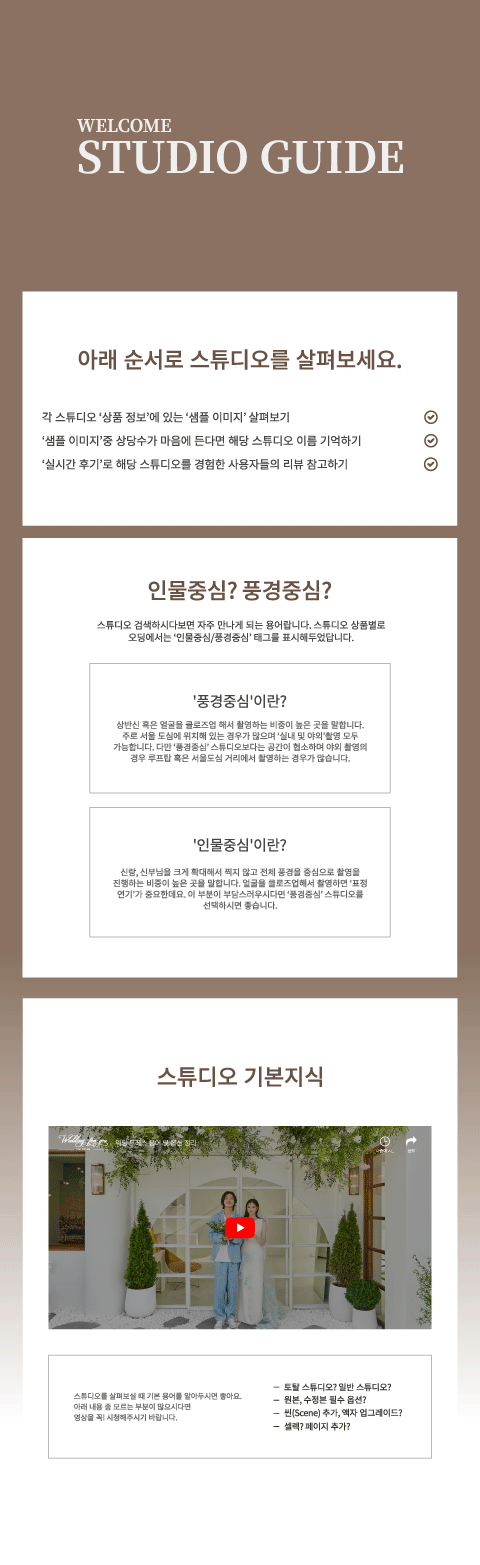 WELCOME
STUDIO GUIDE
아래 순서로 스튜디오를 살펴보세요.
각 스튜디오 ‘상품 정보’에 있는 ‘샘플 이미지’ 살펴보기
‘샘플 이미지’중 상당수가 마음에 든다면 해당 스튜디오 이름 기억하기
‘실시간 후기’로 해당 스튜디오를 경험한 사용자들의 리뷰 참고하기
인물중심? 풍경중심?
스튜디오 검색하시다보면 자주 만나게 되는 용어랍니다. 스튜디오 상품별로
오딩에서는 ‘인물중심/풍경중심’ 태그를 표시해두었답니다.
'풍경중심'이란?
상반신 혹은 얼굴을 클로즈업 해서 촬영하는 비중이 높은 곳을 말합니다.
주로 서울 도심에 위치해 있는 경우가 많으며 ‘실내 및 야외’촬영 모두
가능합니다. 다만 ‘풍경중심’ 스튜디오보다는 공간이 협소하며 야외 촬영의
경우 루프탑 혹은 서울도심 거리에서 촬영하는 경우가 많습니다.
'인물중심'이란?
신랑, 신부님을 크게 확대해서 찍지 않고 전체 풍경을 중심으로 촬영을
진행하는 비중이 높은 곳을 말합니다. 얼굴을 클로즈업해서 촬영하면 ‘표정
연기’가 중요한데요. 이 부분이 부담스러우시다면 ‘풍경중심’ 스튜디오를
선택하시면 좋습니다.
스튜디오 기본지식
스튜디오를 살펴보실 때 기본 용어를 알아두시면 좋아요.
아래 내용 중 모르는 부분이 많으시다면
영상을 꼭! 시청해주시기 바랍니다.
– 토탈 스튜디오? 일반 스튜디오?
– 원본, 수정본 필수 옵션?
– 씬(Scene) 추가, 액자 업그레이드?
– 셀렉? 페이지 추가?